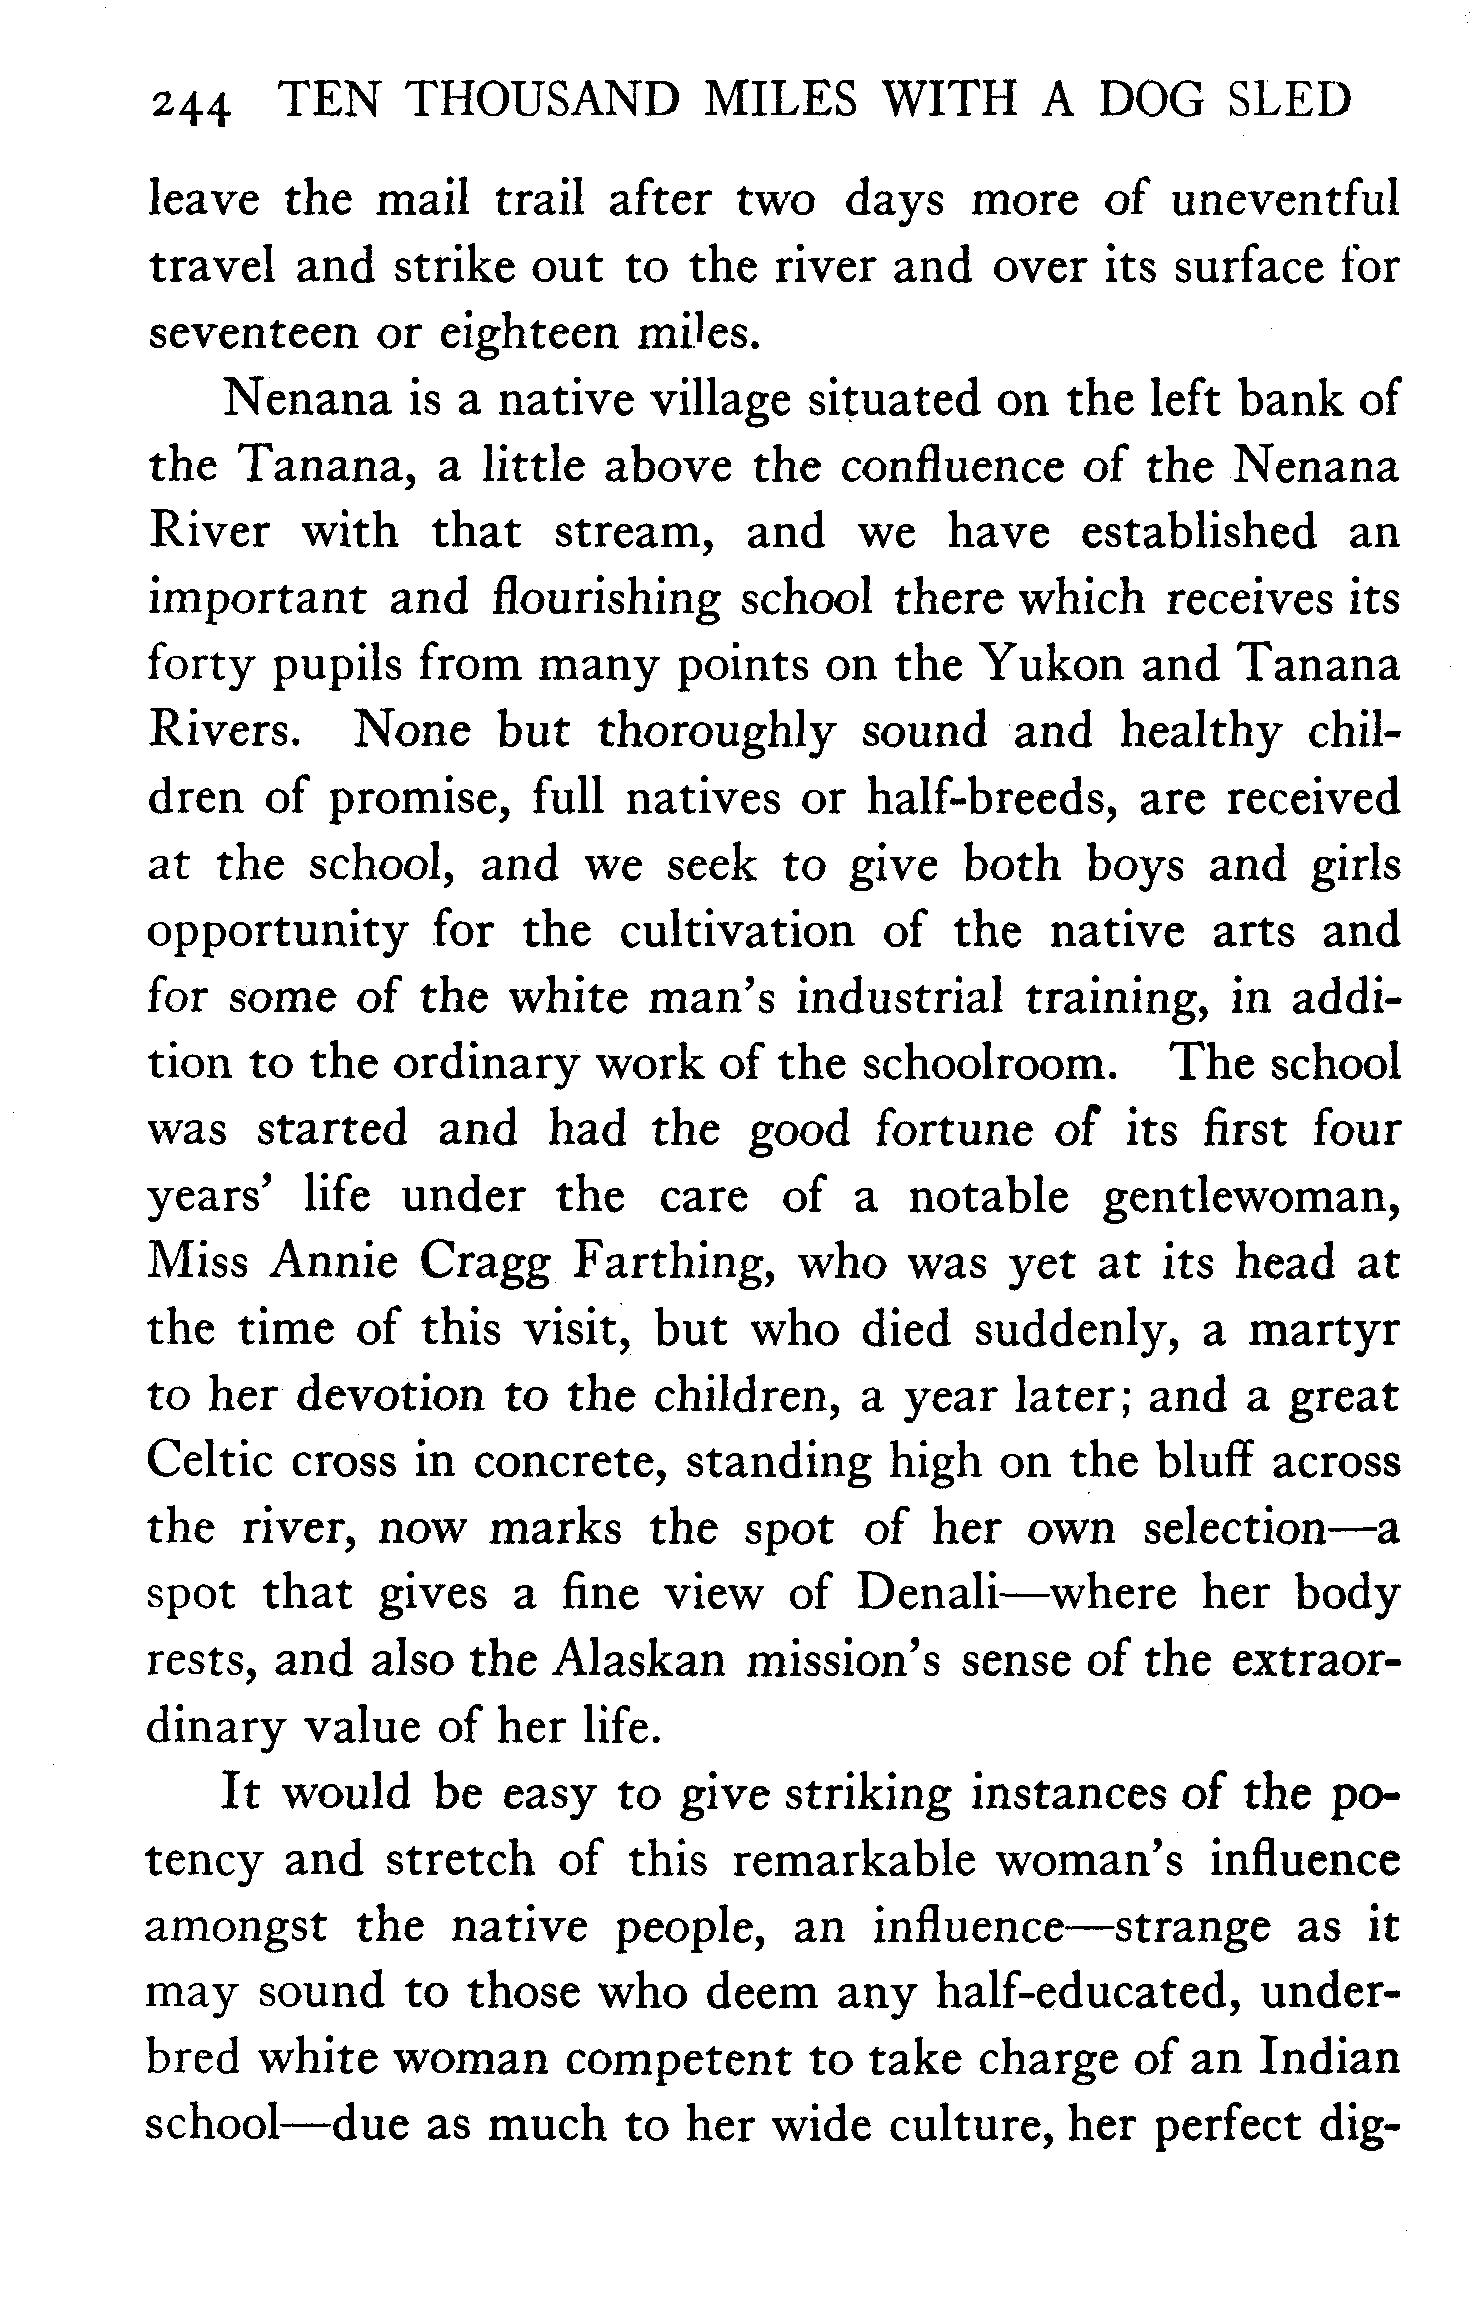 244 TEN THOUSAND MILES WITH A DOG SLED
leave the mail trail after two days more of uneventful
travel and strike out to the river and over its surface for
seventeen or eighteen miles.
Nenana is a native village situated on the left bank of
the Tanana, a little above the confluence of the Nenana
River with that stream, and we have established an
important and flourishing school there which receives its
forty pupils from many points on the Yukon and Tanana
Rivers. None but thoroughly sound and healthy chil-
dren of promise, full natives or half-breeds, are received
at the school, and we seek to give both boys and girls
opportunity for the cultivation of the native arts and
for some of the white man's industrial training, in addi-
tion to the ordinary work of the schoolroom. The school
was started and had the good fortune of its first four
years' life under the care of a notable gentlewoman,
Miss Annie Cragg Farthing, who was yet at its head at
the time of this visit, but who died suddenly, a martyr
to her devotion to the children, a year later; and a great
Celtic cross in concrete, standing high on the bluff across
the river, now marks the spot of her own selection—a
spot that gives a fine view of Denali—where her body
rests, and also the Alaskan mission's sense of the extraor-
dinary value of her life.
It would be easy to give striking instances of the po-
tency and stretch of this remarkable woman's influence
amongst the native people, an influence—strange as it
may sound to those who deem any half-educated, under-
bred white woman competent to take charge of an Indian
school—due as much to her wide culture, her perfect dig-